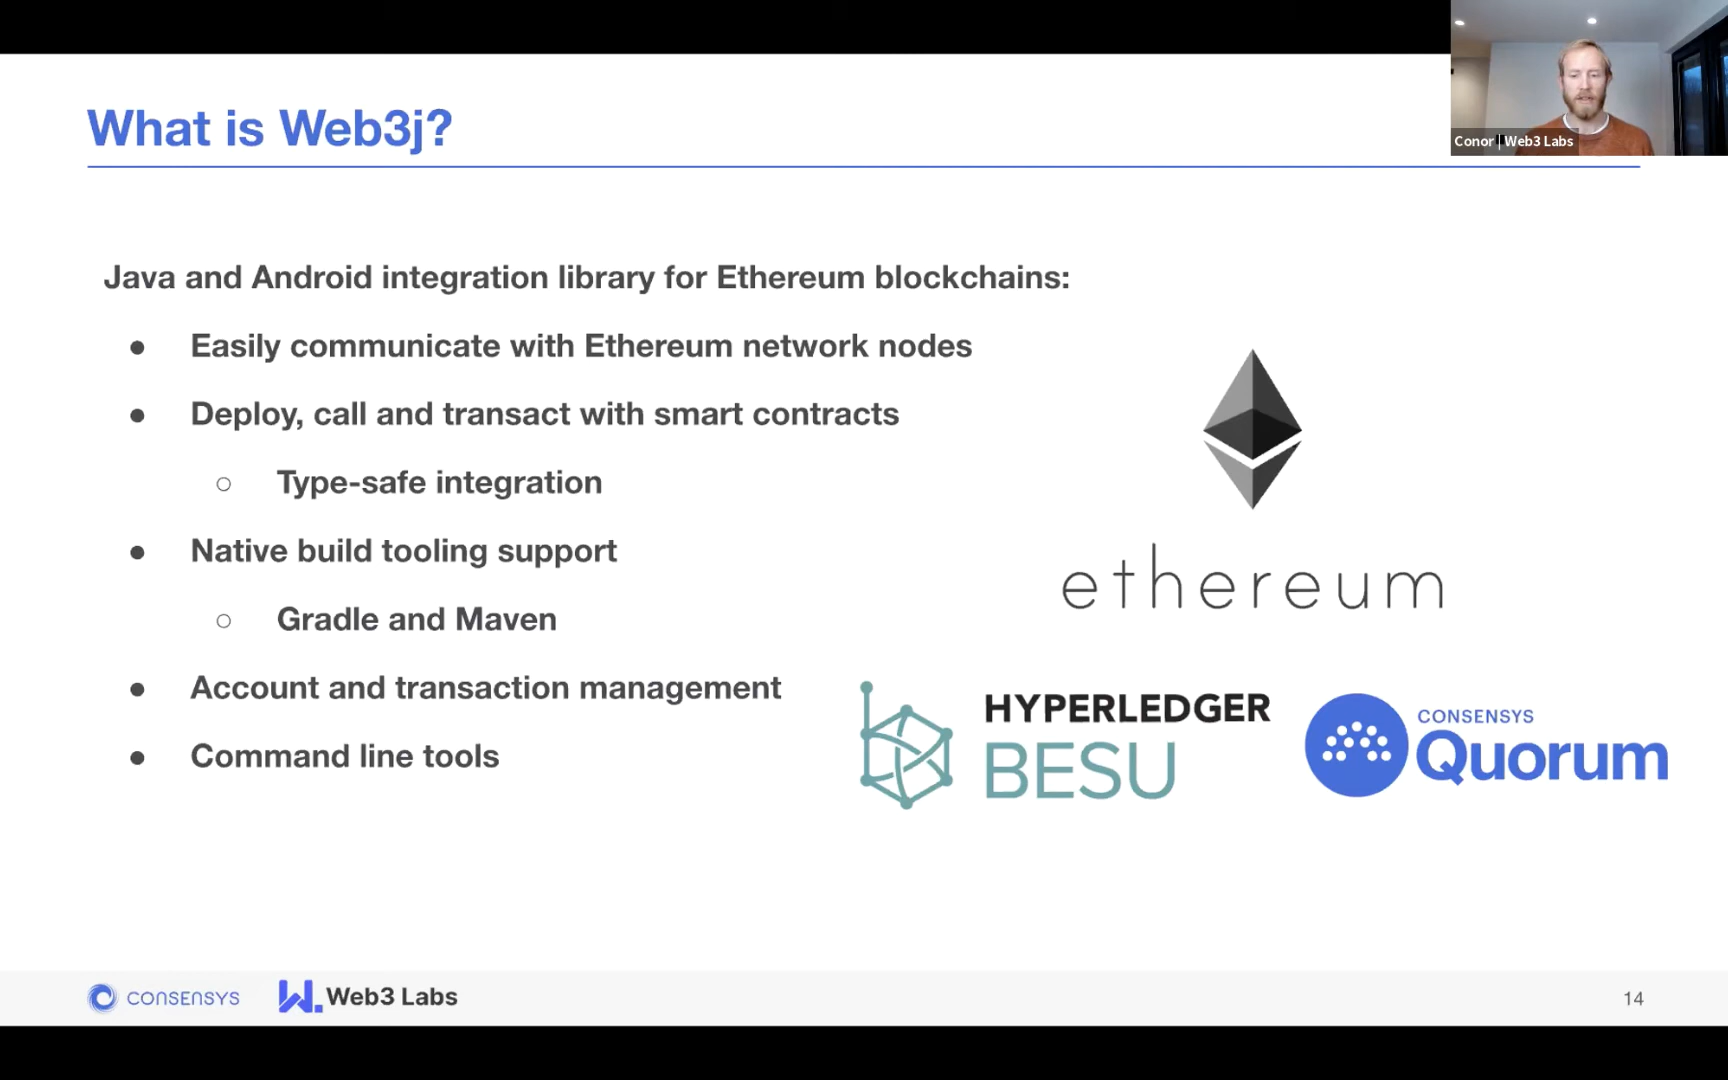 What is Web3j?
Conor | Web3 Labs
Java and Android integration library for Ethereum blockchains:
● Easily communicate with Ethereum network nodes
● Deploy, call and transact with smart contracts
○ Type-safe integration
● Native build tooling support
○ Gradle and Maven
● Account and transaction management
● Command line tools
ethereum
HYPERLEDGER
BESU
CONSENSYS
Quorum
CONSENSYS
Web3 Labs
14